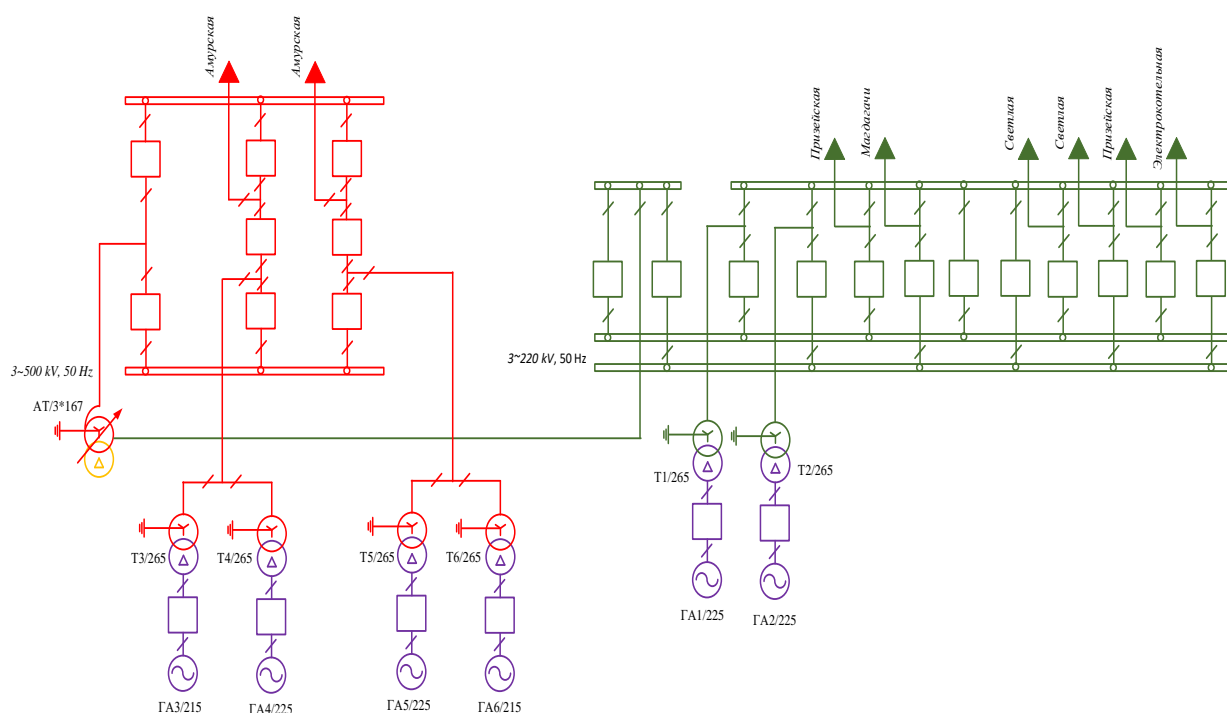 Амурская
Амурская
Призейская
Магдагачи
Светлая
Светлая
Призейская
Электрокотельная
3~500 kV, 50 Hz
3~220 kV, 50 Hz
АТ/3*167
Т1/265
Т2/265
Т3/265
Т4/265
Т5/265
Т6/265
ГА1/225
ГА2/225
ГА3/215
ГА4/225
ГА5/225
ГА6/215